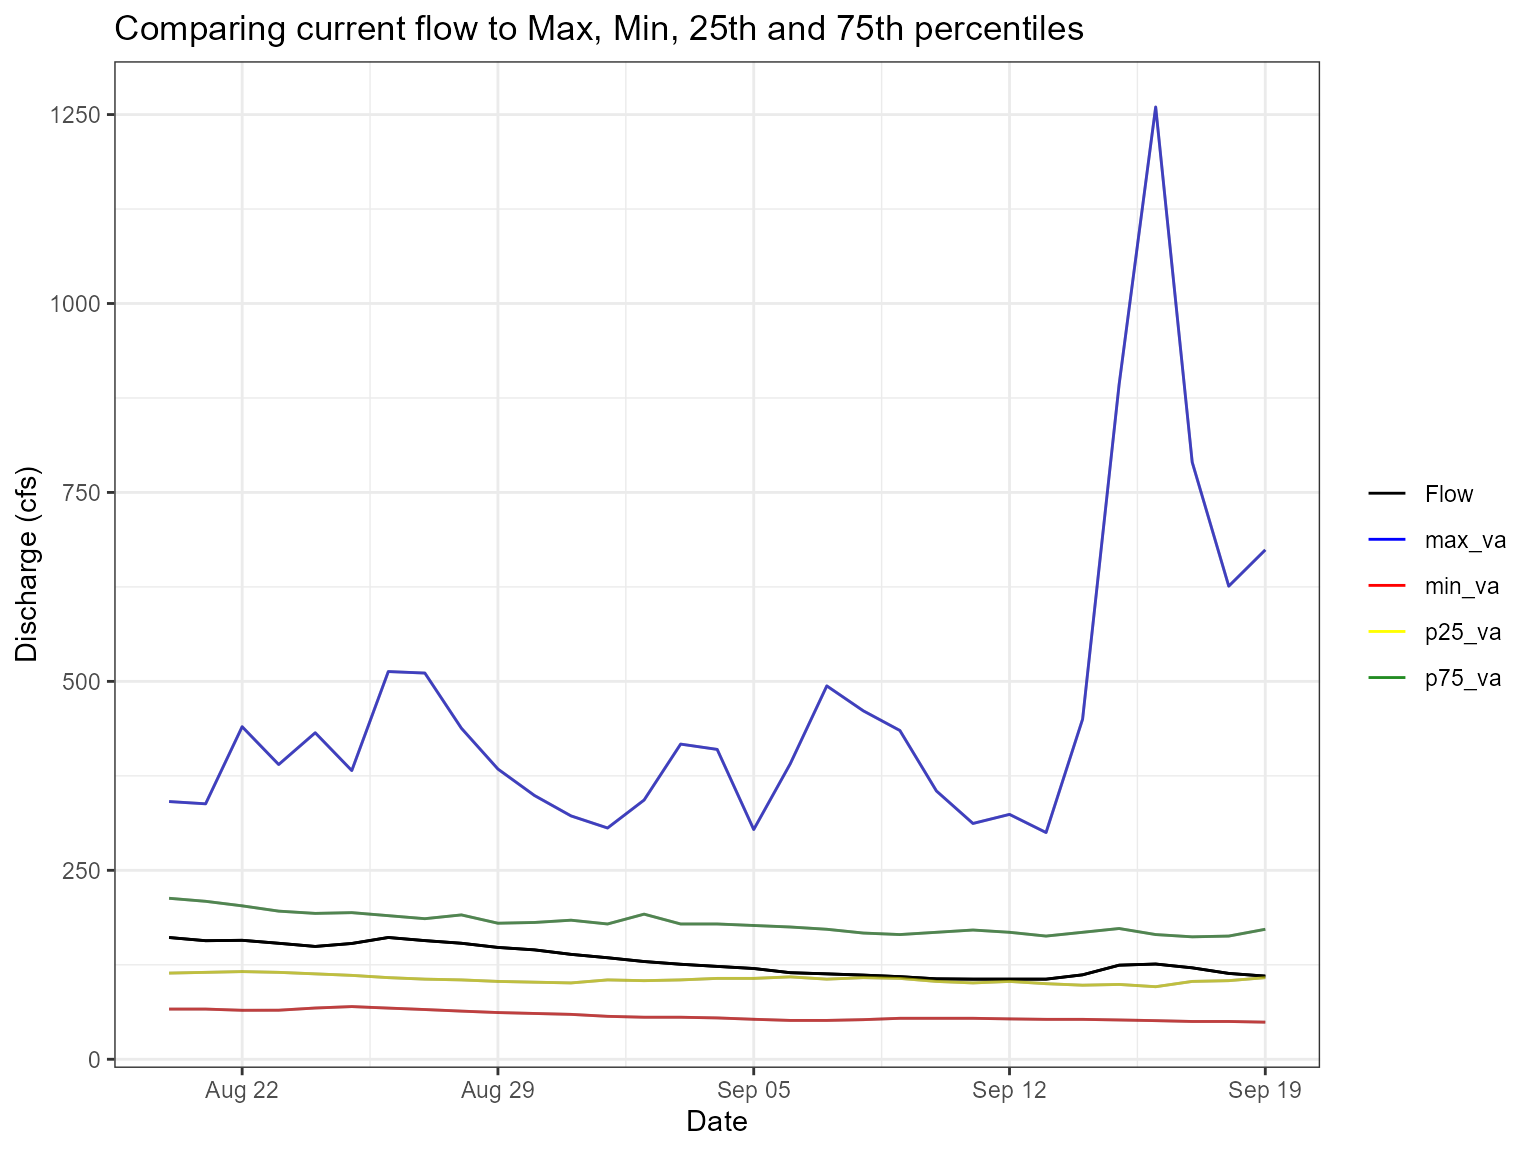 Comparing current flow to Max, Min, 25th and 75th percentiles
1250
1000
750
500
250
0
Discharge (cfs)
Aug 22
Aug 29
Sep 05
Sep 12
Sep 19
Date
Flow
max_va
min_va
p25_va
p75_va